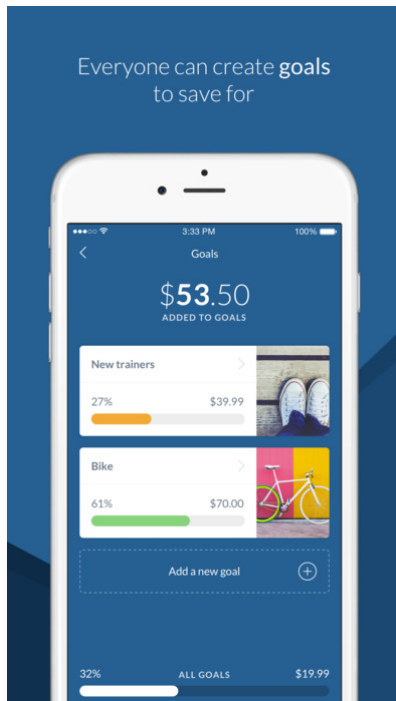 Everyone can create goals
to save for
3:33 PM
100%
Goals
$53.50
ADDED TO GOALS
New trainers
27%
$39.99
Bike
61%
$70.00
Add a new goal
32%
ALL GOALS
$19.99